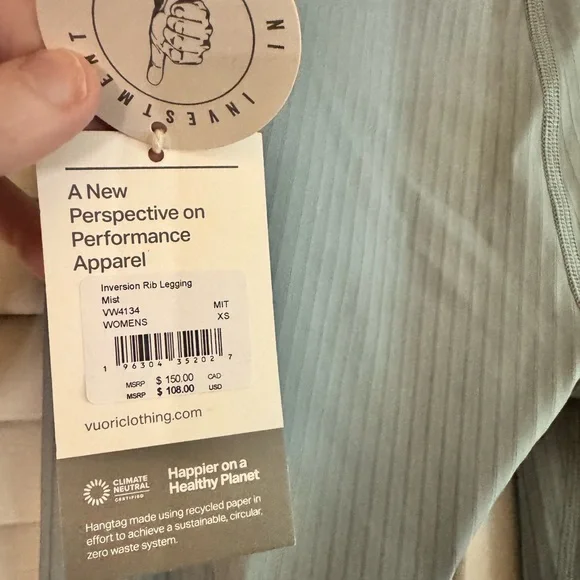 INVESTMENT IN
A New
Perspective on
Performance
Apparel
Inversion Rib Legging
Mist MIT
VW4134 XS
WOMENS
1 96304 35202 7
MSRP $ 150.00 CAD
MSRP $ 108.00 USD
vuoriclothing.com
CLIMATE
NEUTRAL
CERTIFIED
Happier on a
Healthy Planet
Hangtag made using recycled paper in
effort to achieve a sustainable, circular,
zero waste system.